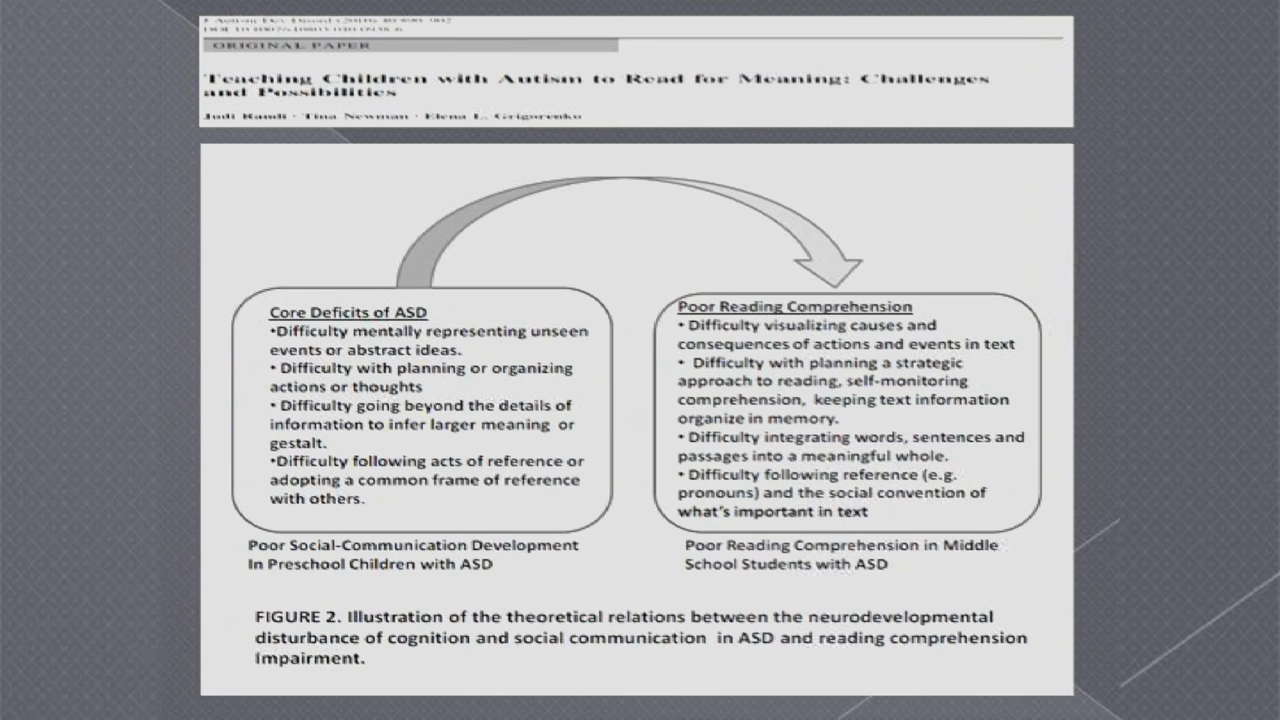 ORIGINAL PAPER
Teaching Children with Autism to Read for Meaning: Challenges
and Possibilities
Judi Randi · Tina Newman · Elena L. Grigorenko
Core Deficits of ASD
•Difficulty mentally representing unseen
events or abstract ideas.
• Difficulty with planning or organizing
actions or thoughts
• Difficulty going beyond the details of
information to infer larger meaning or
gestalt.
•Difficulty following acts of reference or
adopting a common frame of reference
with others.
Poor Social-Communication Development
In Preschool Children with ASD
Poor Reading Comprehension
• Difficulty visualizing causes and
consequences of actions and events in text
• Difficulty with planning a strategic
approach to reading, self-monitoring
comprehension, keeping text information
organize in memory.
• Difficulty integrating words, sentences and
passages into a meaningful whole.
• Difficulty following reference (e.g.
pronouns) and the social convention of
what's important in text
Poor Reading Comprehension in Middle
School Students with ASD
FIGURE 2. Illustration of the theoretical relations between the neurodevelopmental
disturbance of cognition and social communication in ASD and reading comprehension
Impairment.